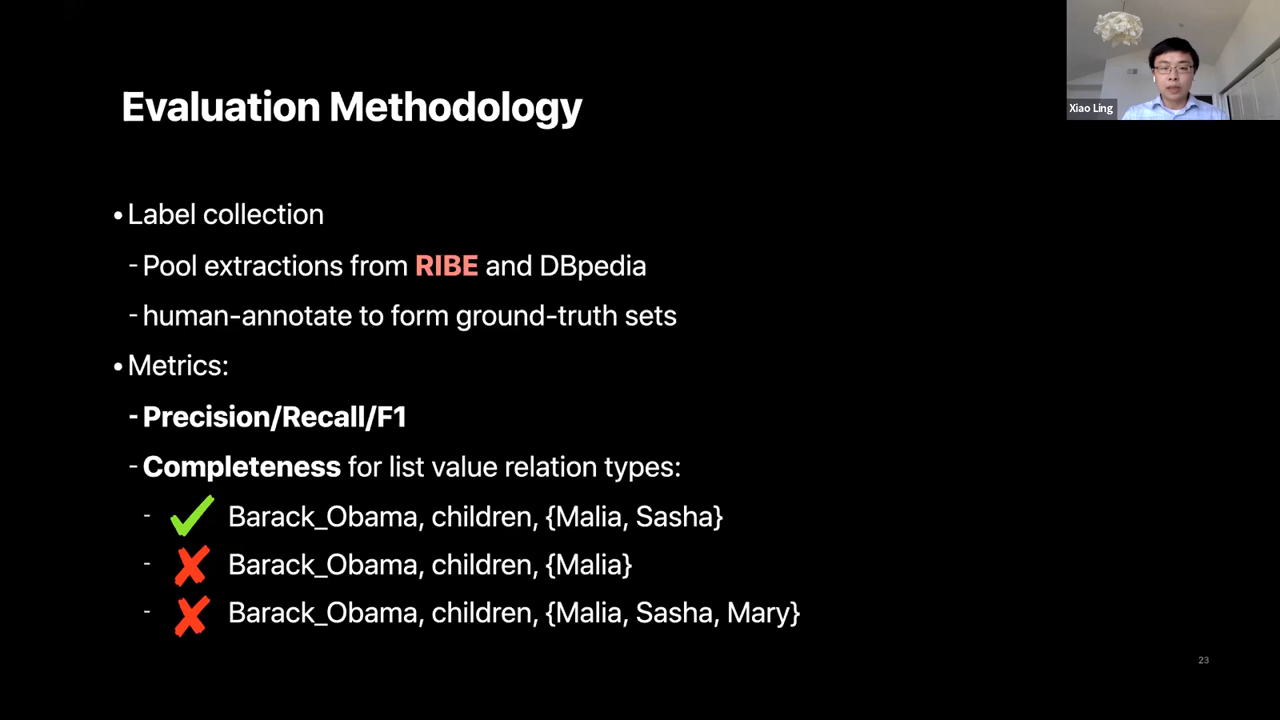 Evaluation Methodology
Xiao Ling
• Label collection
- Pool extractions from RIBE and DBpedia
- human-annotate to form ground-truth sets
• Metrics:
- Precision/Recall/F1
- Completeness for list value relation types:
- ✔ Barack_Obama, children, {Malia, Sasha}
- ✘ Barack_Obama, children, {Malia}
- ✘ Barack_Obama, children, {Malia, Sasha, Mary}
23